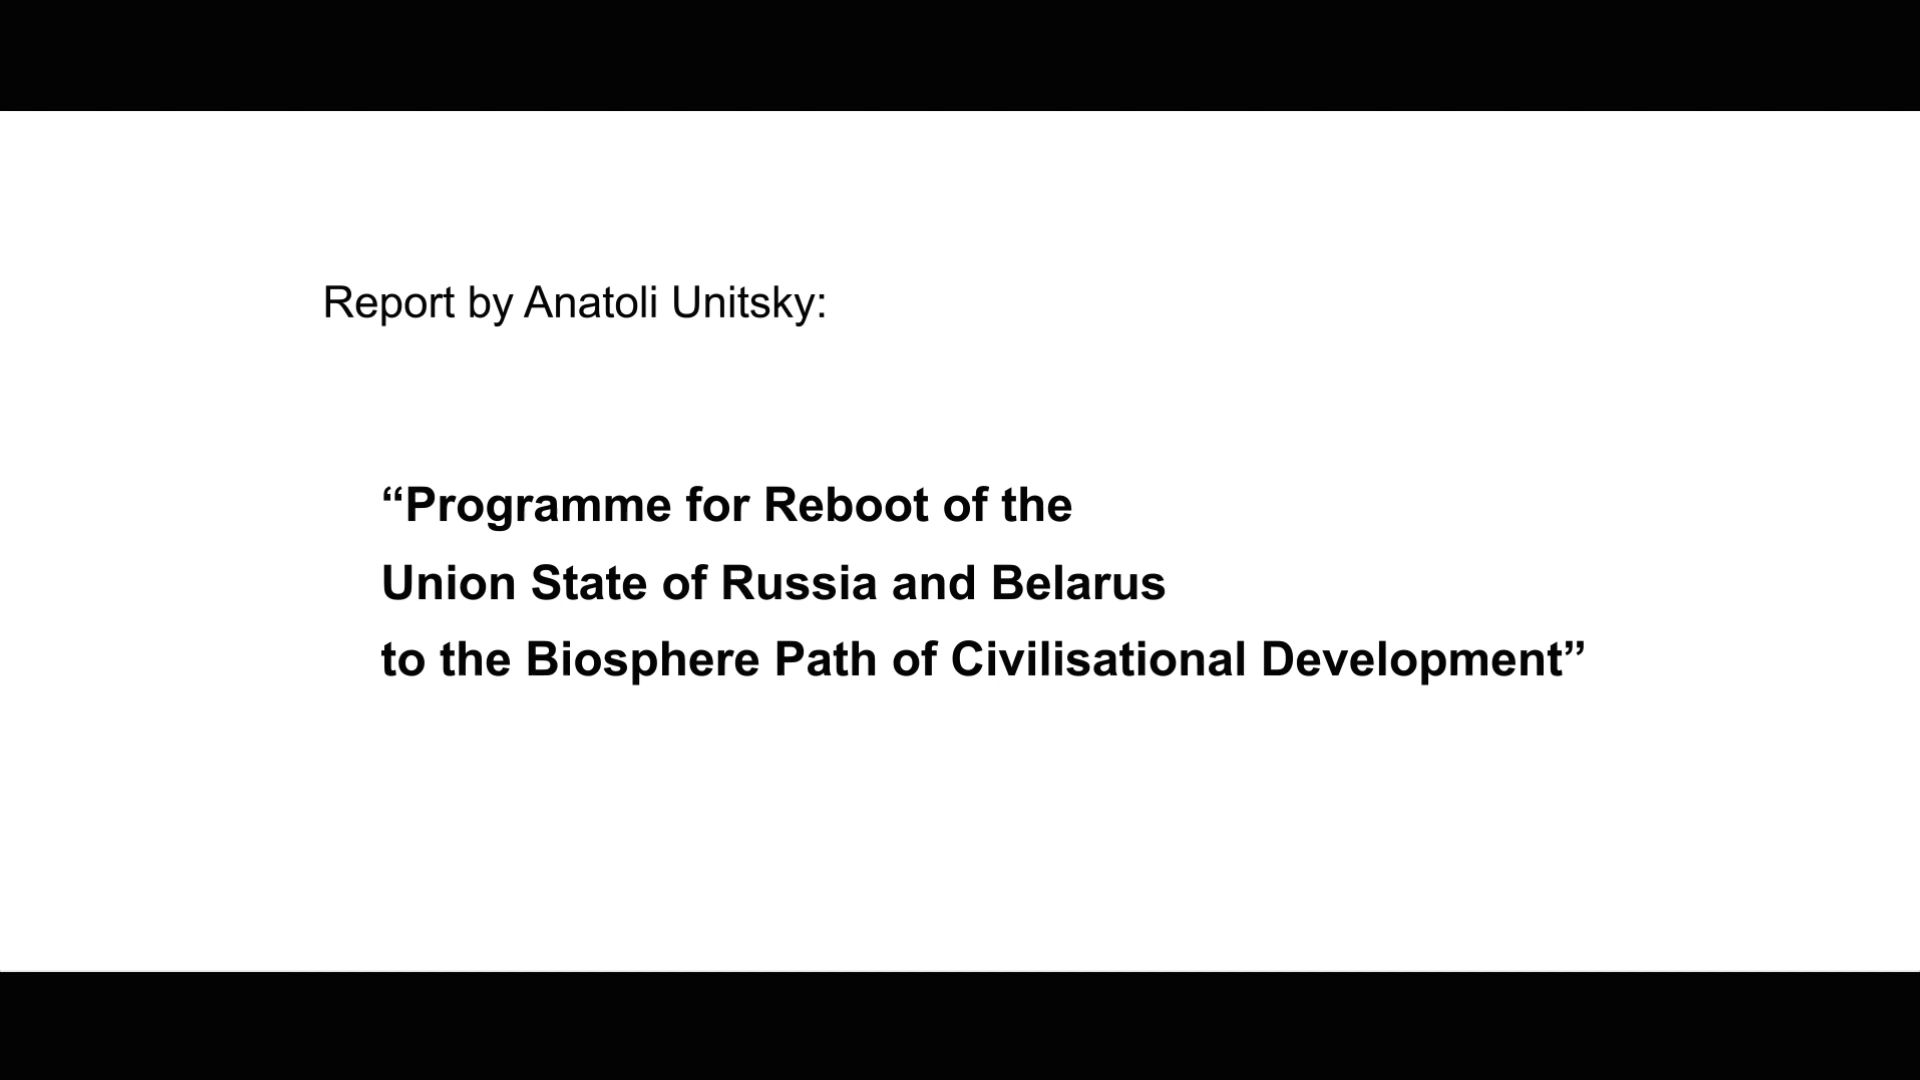 Report by Anatoli Unitsky:
“Programme for Reboot of the
Union State of Russia and Belarus
to the Biosphere Path of Civilisational Development”